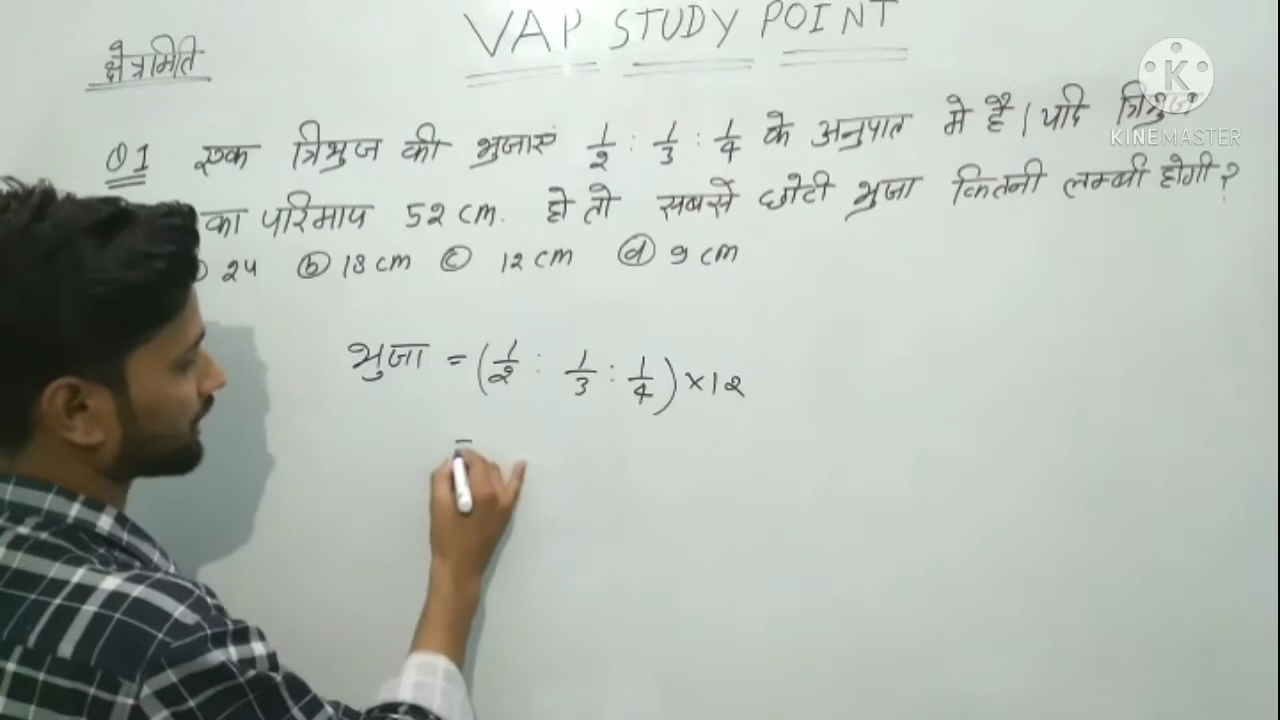 VAP STUDY POINT
क्षेत्रमिति
Q1 एक त्रिभुज की भुजाएं 1/2 : 1/3 : 1/4 के अनुपात मे है। यदि त्रिभुज
का परिमाप 52 cm. हो तो सबसे छोटी भुजा कितनी लम्बी होगी?
24 (b) 18 cm (c) 12 cm (d) 9 cm
भुजा = (1/2 : 1/3 : 1/4) × 12
K
KINEMASTER